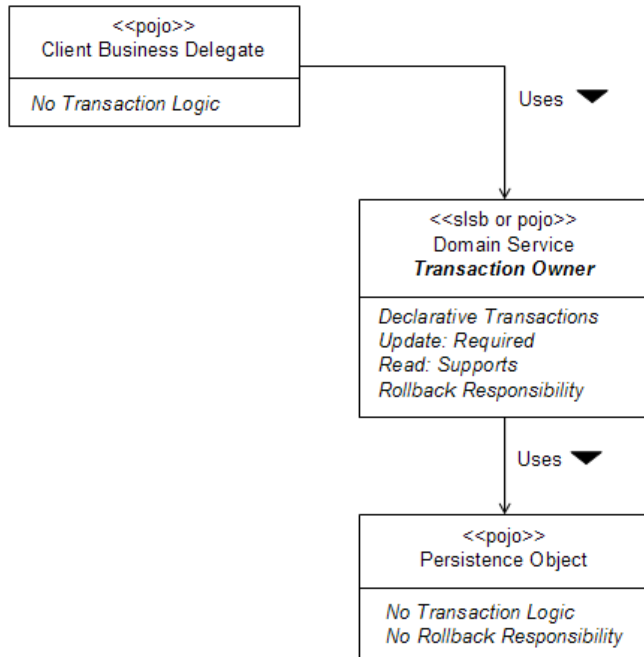 <<pojo>>
Client Business Delegate
No Transaction Logic
Uses
<<slsb or pojo>>
Domain Service
Transaction Owner
Declarative Transactions
Update: Required
Read: Supports
Rollback Responsibility
Uses
<<pojo>>
Persistence Object
No Transaction Logic
No Rollback Responsibility